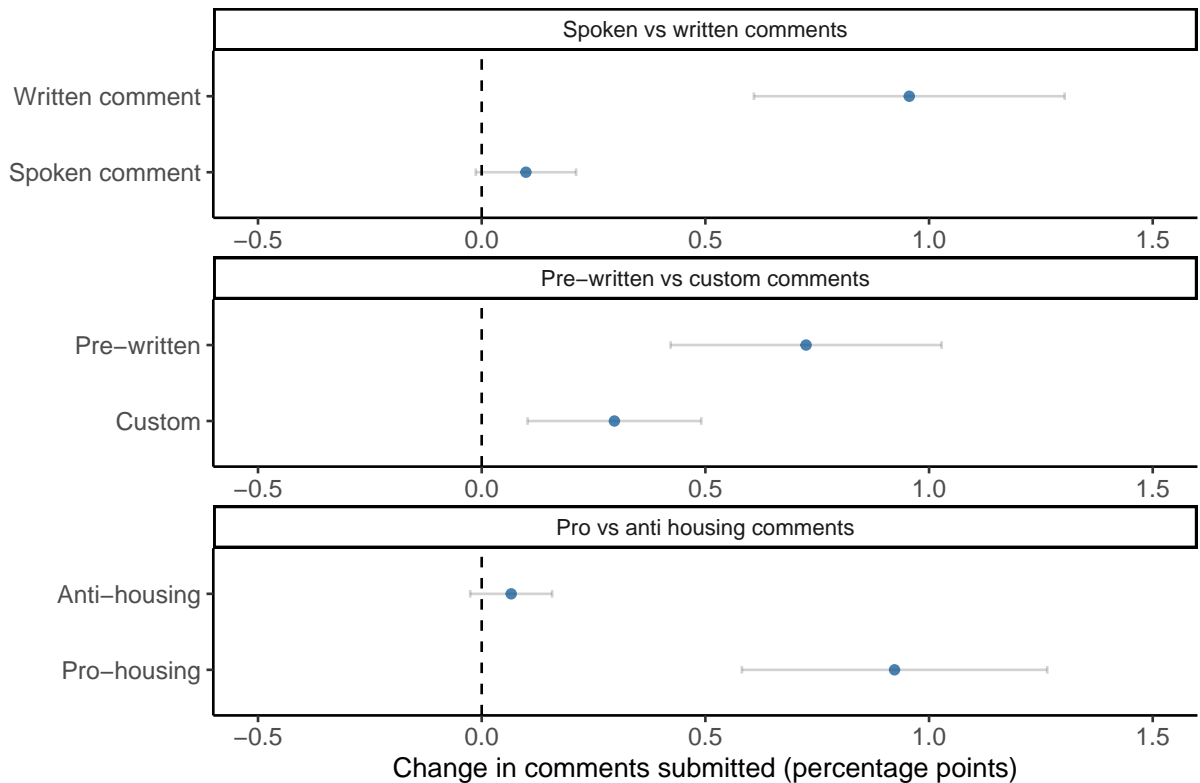 Spoken vs written comments
Written comment
Spoken comment
−0.5 0.0 0.5 1.0 1.5
Pre−written vs custom comments
Pre−written
Custom
−0.5 0.0 0.5 1.0 1.5
Pro vs anti housing comments
Anti−housing
Pro−housing
−0.5 0.0 0.5 1.0 1.5
Change in comments submitted (percentage points)